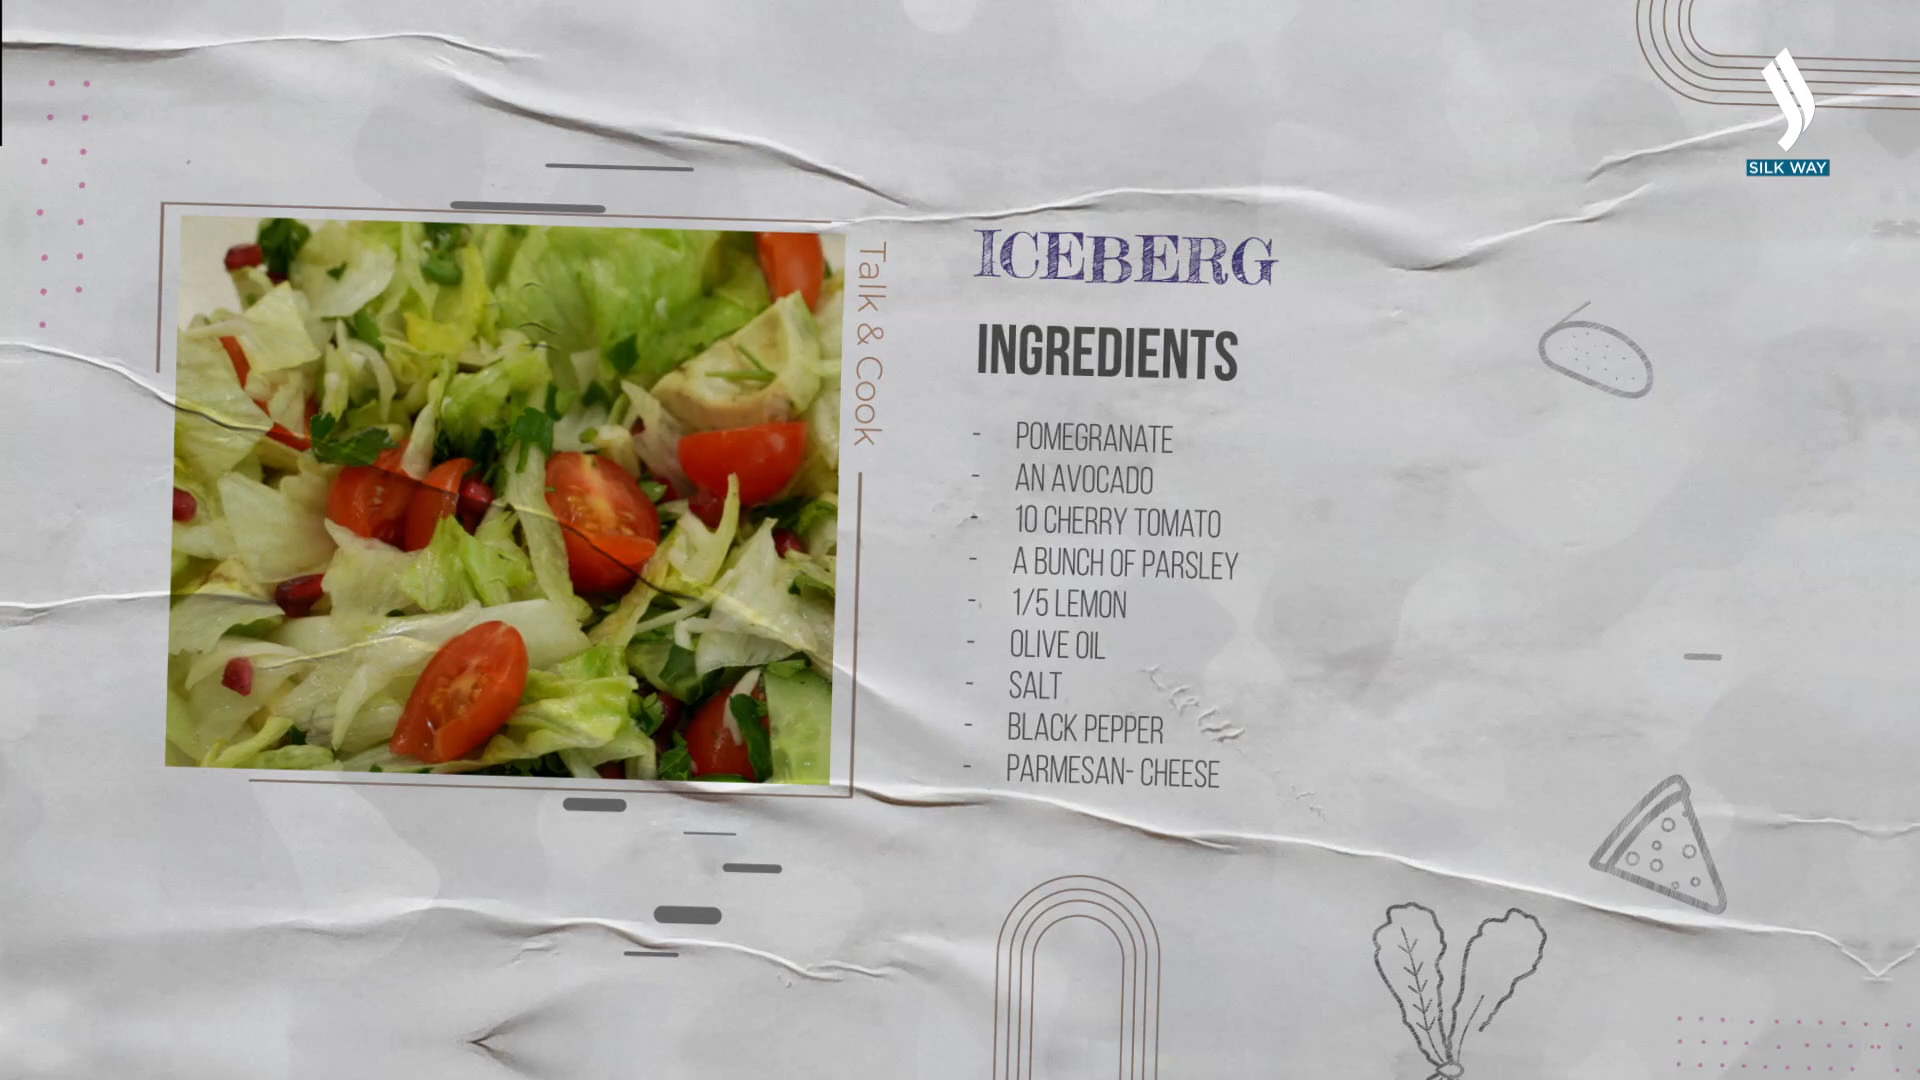 SILK WAY
Talk & Cook
ICEBERG
INGREDIENTS
- POMEGRANATE
- AN AVOCADO
- 10 CHERRY TOMATO
- A BUNCH OF PARSLEY
- 1/5 LEMON
- OLIVE OIL
- SALT
- BLACK PEPPER
- PARMESAN- CHEESE